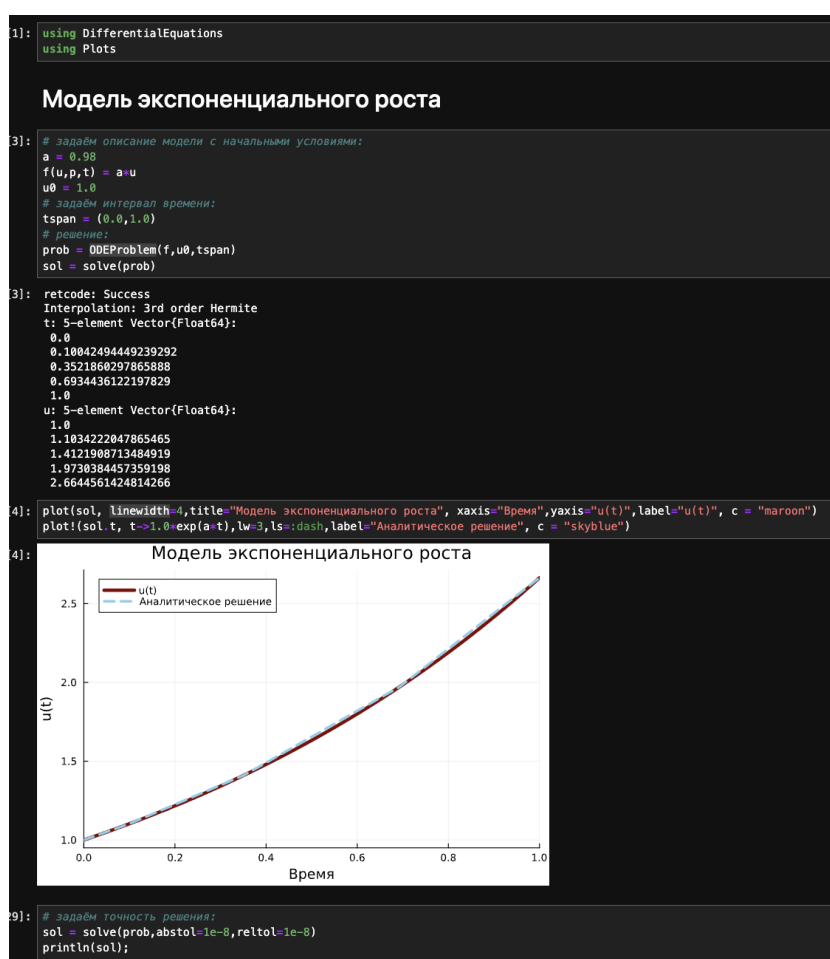 [1]: using DifferentialEquations
using Plots
Модель экспоненциального роста
[3]: # задаём описание модели с начальными условиями:
a = 0.98
f(u,p,t) = a*u
u0 = 1.0
# задаём интервал времени:
tspan = (0.0,1.0)
# решение:
prob = ODEProblem(f,u0,tspan)
sol = solve(prob)
[3]: retcode: Success
Interpolation: 3rd order Hermite
t: 5-element Vector{Float64}:
0.0
0.10042494449239292
0.3521860297865888
0.6934436122197829
1.0
u: 5-element Vector{Float64}:
1.0
1.1034222047865465
1.4121908713484919
1.9730384457359198
2.6644561424814266
[4]: plot(sol, linewidth=4,title="Модель экспоненциального роста", xaxis="Время",yaxis="u(t)",label="u(t)", c = "maroon")
plot!(sol.t, t->1.0*exp(a*t),lw=3,ls=:dash,label="Аналитическое решение", c = "skyblue")
[4]:
Модель экспоненциального роста
u(t)
Аналитическое решение
2.5
2.0
1.5
1.0
u(t)
0.0 0.2 0.4 0.6 0.8 1.0
Время
29]: # задаём точность решения:
sol = solve(prob,abstol=1e-8,reltol=1e-8)
println(sol);